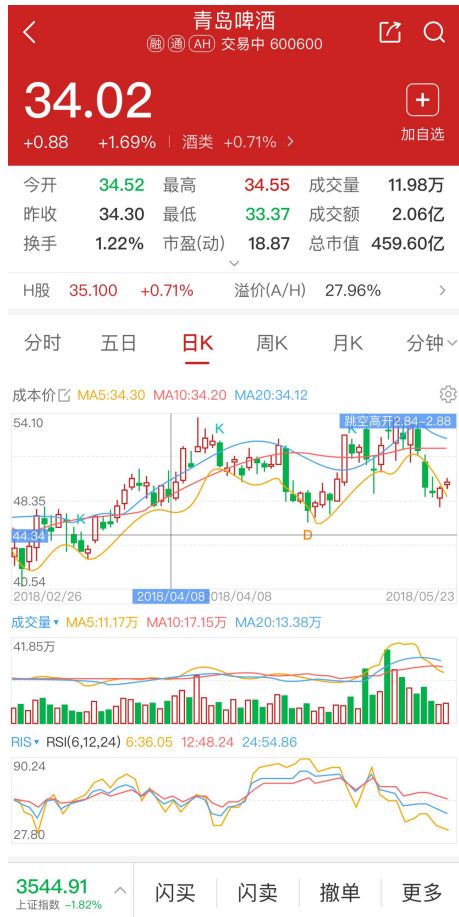 青岛啤酒
融 通 AH 交易中 600600
34.02
+0.88 +1.69% 酒类 +0.71%
加自选
今开 34.52 最高 34.55 成交量 11.98万
昨收 34.30 最低 33.37 成交额 2.06亿
换手 1.22% 市盈(动) 18.87 总市值 459.60亿
H股 35.100 +0.71% 溢价(A/H) 27.96%
分时 五日 日K 周K 月K 分钟
成本价 MA5:34.30 MA10:34.20 MA20:34.12
54.10
跳空高开2.84-2.88
K
K
48.35
K
44.34
D
40.54
2018/02/26 2018/04/08 018/04/08 2018/05/23
成交量 MA5:11.17万 MA10:17.15万 MA20:13.38万
41.85万
RIS RSI(6,12,24) 6:36.05 12:48.24 24:54.86
90.24
27.80
3544.91
上证指数 -1.82%
闪买 闪卖 撤单 更多